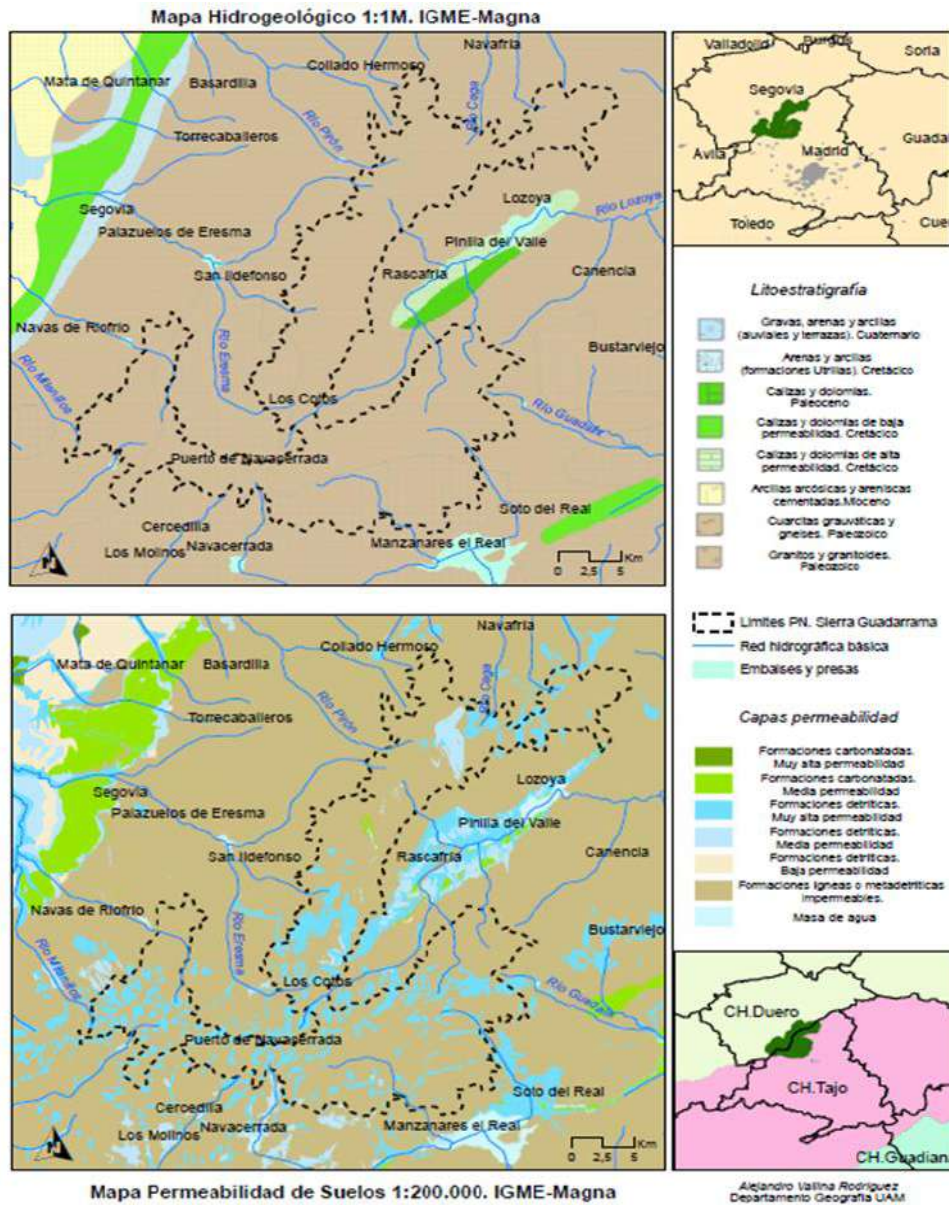 Mapa Hidrogeológico 1:1M. IGME-Magna
Navafría
Collado Hermoso
Mata de Quintanar
Basardilla
Río Cega
Torrecaballeros
Río Pirón
Segovia
Lozoya
Río Lozoya
Palazuelos de Eresma
Pinilla del Valle
San Ildefonso
Rascafría
Canencia
Navas de Riofrío
Río Eresma
Bustarviejo
Río Milanillos
Los Cotos
Río Guadalix
Puerto de Navacerrada
Soto del Real
Cercedilla
Los Molinos
Navacerrada
Manzanares el Real
N
Km
0 2,5 5
Valladolid
Burgos
Soria
Segovia
Ávila
Madrid
Guadal
Toledo
Cue
Litoestratigrafía
Gravas, arenas y arcillas
(aluviales y terrazas). Cuaternario
Arenas y arcillas
(formaciones Utrillas). Cretácico
Calizas y dolomías.
Paleoceno
Calizas y dolomías de baja
permeabilidad. Cretácico
Calizas y dolomías de alta
permeabilidad. Cretácico
Arcillas arcósicas y areniscas
cementadas. Mioceno
Cuarcitas grauváticas y
gneises. Paleozoico
Granitos y granitoides.
Paleozoico
Límites PN. Sierra Guadarrama
Red hidrográfica básica
Embalses y presas
Capas permeabilidad
Formaciones carbonatadas.
Muy alta permeabilidad
Formaciones carbonatadas.
Media permeabilidad
Formaciones detríticas.
Muy alta permeabilidad
Formaciones detríticas.
Media permeabilidad
Formaciones detríticas.
Baja permeabilidad
Formaciones ígneas o metadetríticas
impermeables.
Masa de agua
Navafría
Collado Hermoso
Mata de Quintanar
Basardilla
Río Cega
Torrecaballeros
Río Pirón
Segovia
Lozoya
Palazuelos de Eresma
Pinilla del Valle
San Ildefonso
Rascafría
Canencia
Navas de Riofrío
Río Eresma
Bustarviejo
Río Milanillos
Los Cotos
Río Guadalix
Puerto de Navacerrada
Soto del Real
Cercedilla
Los Molinos
Navacerrada
Manzanares el Real
N
Km
0 2,5 5
CH.Duero
CH.Tajo
CH.Guadiana
Mapa Permeabilidad de Suelos 1:200.000. IGME-Magna
Alejandro Vallina Rodríguez
Departamento Geografía UAM